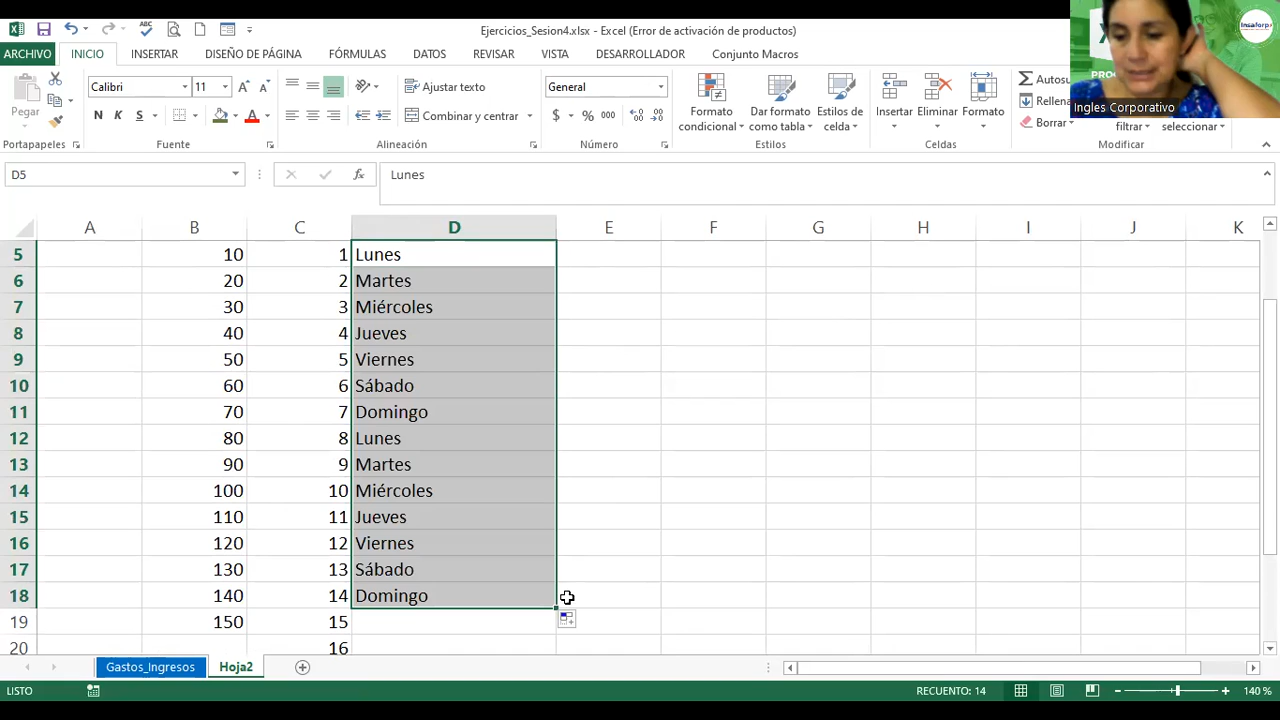 Ejercicios_Sesion4.xlsx - Excel (Error de activación de productos)
ARCHIVO INICIO INSERTAR DISEÑO DE PÁGINA FÓRMULAS DATOS REVISAR VISTA DESARROLLADOR Conjunto Macros
Pegar
Calibri 11
N K S
Ajustar texto
Combinar y centrar
General
$ % 000
Formato condicional
Dar formato como tabla
Estilos de celda
Insertar Eliminar Formato
Borrar
filtrar seleccionar
Portapapeles Fuente Alineación Número Estilos Celdas Modificar
Ingles Corporativo
Insaforp
D5 Lunes
A B C D E F G H I J K
5 10 1 Lunes
6 20 2 Martes
7 30 3 Miércoles
8 40 4 Jueves
9 50 5 Viernes
10 60 6 Sábado
11 70 7 Domingo
12 80 8 Lunes
13 90 9 Martes
14 100 10 Miércoles
15 110 11 Jueves
16 120 12 Viernes
17 130 13 Sábado
18 140 14 Domingo
19 150 15
20 16
Gastos_Ingresos Hoja2
LISTO RECUENTO: 14 140 %